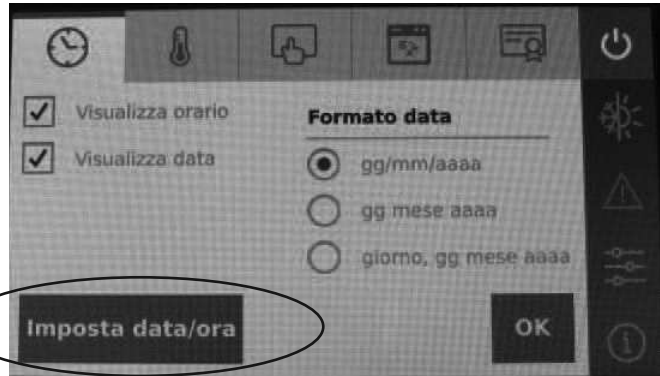 Visualizza orario
Visualizza data
Formato data
gg/mm/aaaa
gg mese aaaa
giorno, gg mese aaaa
Imposta data/ora
OK